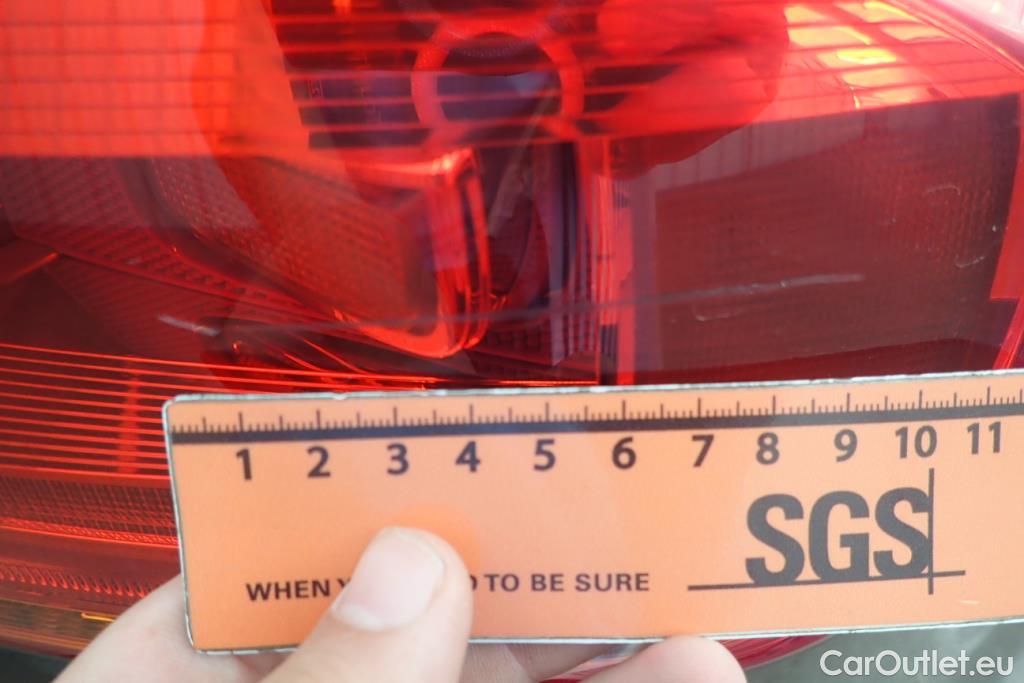 1 2 3 4 5 6 7 8 9 10 11
SGS
WHEN TO BE SURE
CarOutlet.eu